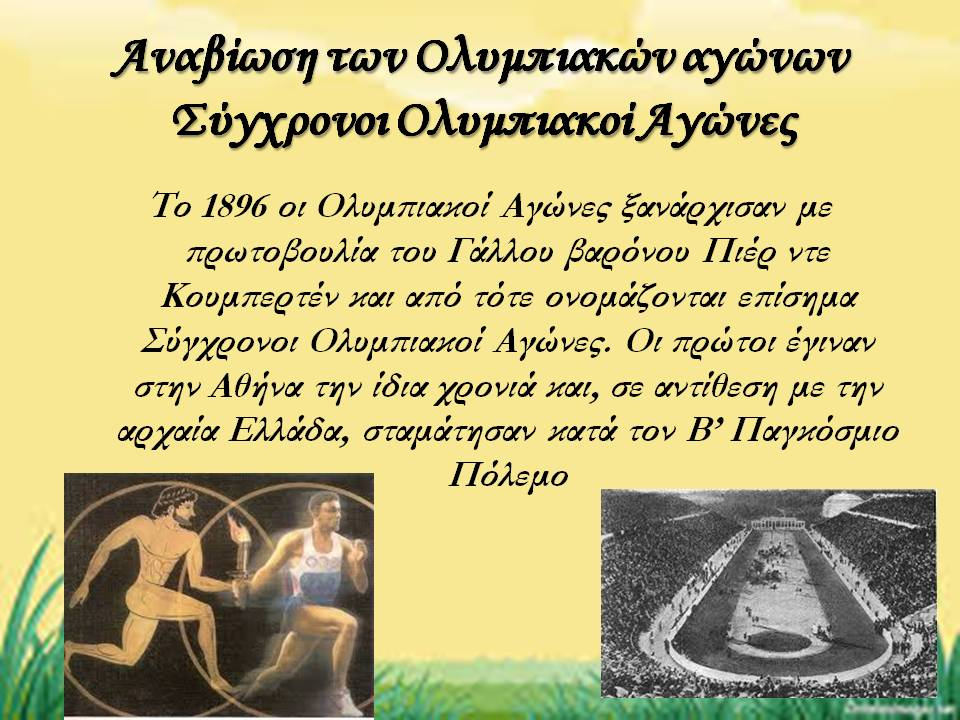 Αναβίωση των Ολυμπιακών αγώνων
Σύγχρονοι Ολυμπιακοί Αγώνες
Το 1896 οι Ολυμπιακοί Αγώνες ξανάρχισαν με
πρωτοβουλία του Γάλλου βαρόνου Πιέρ ντε
Κουμπερτέν και από τότε ονομάζονται επίσημα
Σύγχρονοι Ολυμπιακοί Αγώνες. Οι πρώτοι έγιναν
στην Αθήνα την ίδια χρονιά και, σε αντίθεση με την
αρχαία Ελλάδα, σταμάτησαν κατά τον Β’ Παγκόσμιο
Πόλεμο